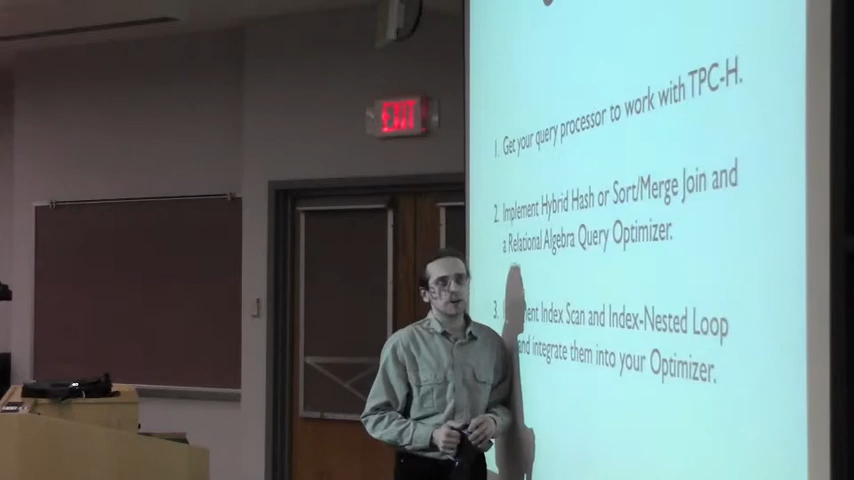 EXIT
1. Get your query processor to work with TPC-H.
2. Implement Hybrid Hash or Sort/Merge Join and
a Relational Algebra Query Optimizer.
3. Index Scan and Index-Nested Loop
and integrate them into your Optimizer.